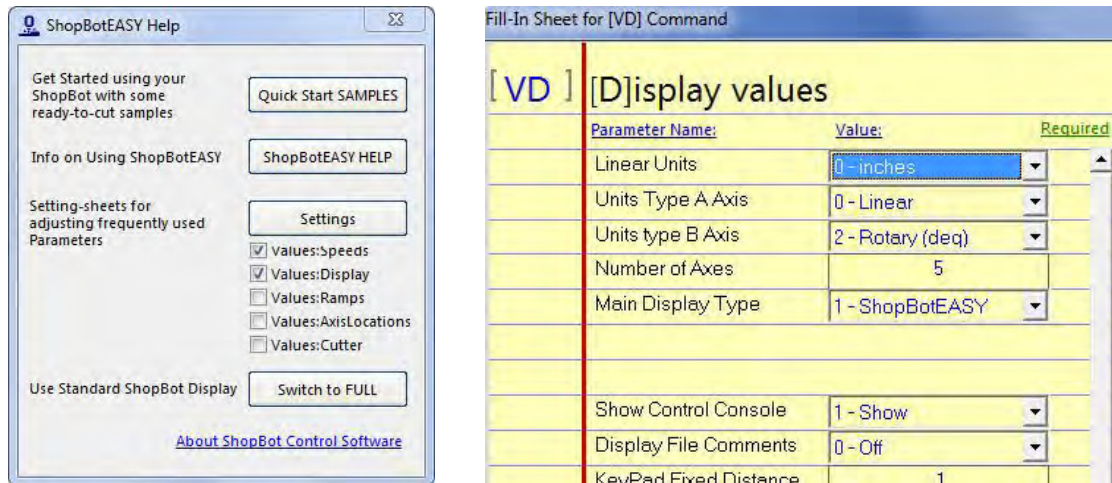 ShopBotEASY Help
Get Started using your
ShopBot with some
ready-to-cut samples
Quick Start SAMPLES
Info on Using ShopBotEASY
ShopBotEASY HELP
Setting-sheets for
adjusting frequently used
Parameters
Settings
Values:Speeds
Values:Display
Values:Ramps
Values:AxisLocations
Values:Cutter
Use Standard ShopBot Display
Switch to FULL
About ShopBot Control Software
Fill-In Sheet for [VD] Command
[ VD ] [D]isplay values
Parameter Name: Value: Required
Linear Units 0 - inches
Units Type A Axis 0 - Linear
Units type B Axis 2 - Rotary (deg)
Number of Axes 5
Main Display Type 1 - ShopBotEASY
Show Control Console 1 - Show
Display File Comments 0 - Off
KeyPad Fixed Distance 1